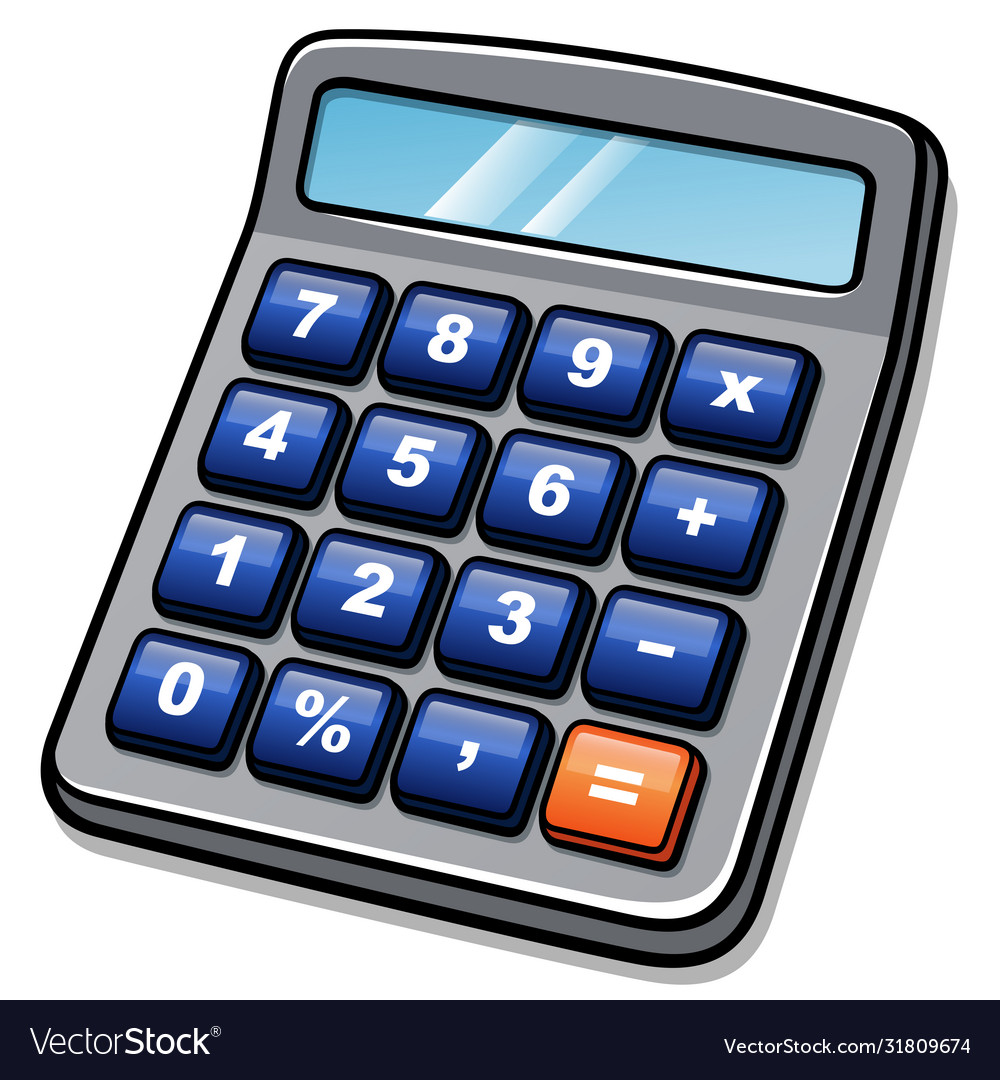 7 8 9 x
4 5 6 +
1 2 3 -
0 % , =
VectorStock®
VectorStock.com/31809674